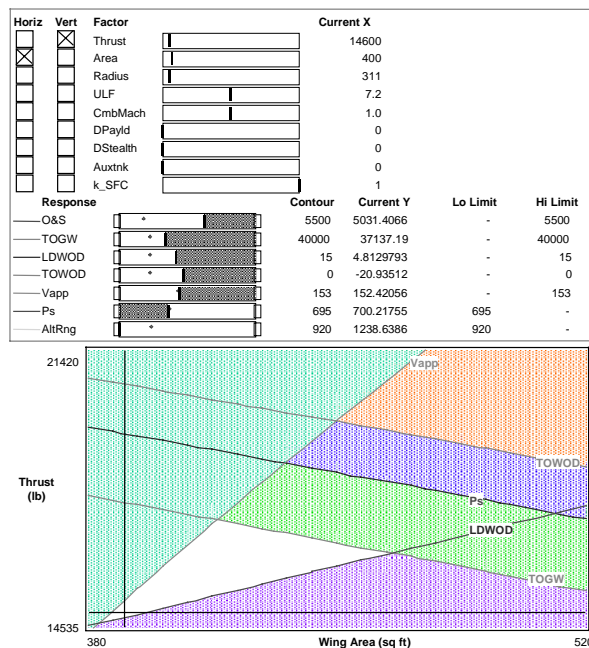 Horiz Vert Factor Current X
Thrust 14600
Area 400
Radius 311
ULF 7.2
CmbMach 1.0
DPayld 0
DStealth 0
Auxtnk 0
k_SFC 1
Response Contour Current Y Lo Limit Hi Limit
O&S 5500 5031.4066 - 5500
TOGW 40000 37137.19 - 40000
LDWOD 15 4.8129793 - 15
TOWOD 0 -20.93512 - 0
Vapp 153 152.42056 - 153
Ps 695 700.21755 695 -
AltRng 920 1238.6386 920 -
21420
Vapp
TOWOD
Thrust
(lb)
Ps
LDWOD
TOGW
14535
380 Wing Area (sq ft) 520